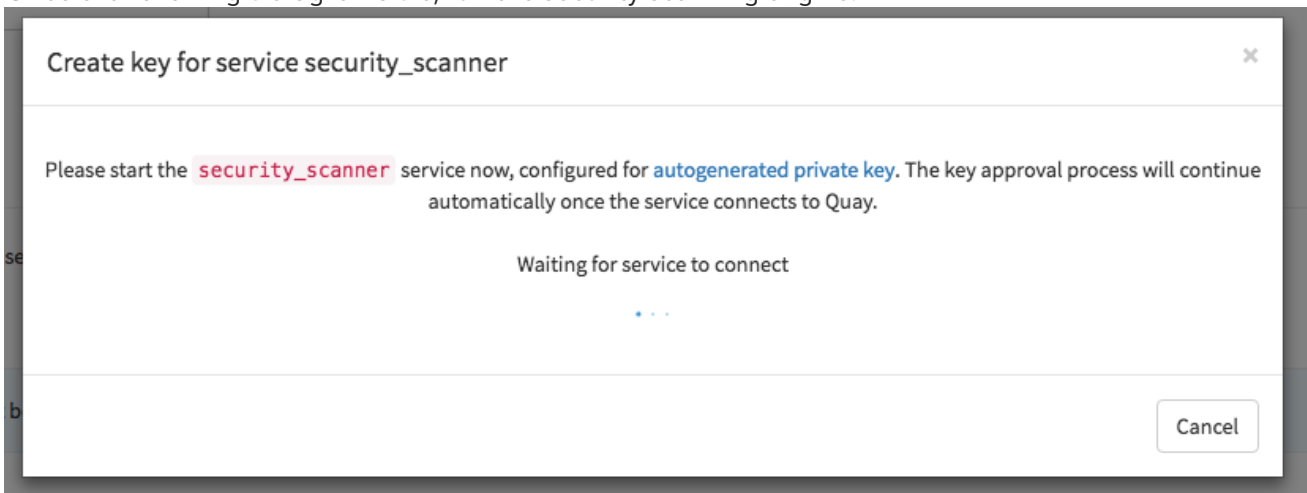 Create key for service security_scanner
×
Please start the security_scanner service now, configured for autogenerated private key. The key approval process will continue
automatically once the service connects to Quay.
se
Waiting for service to connect
b
Cancel